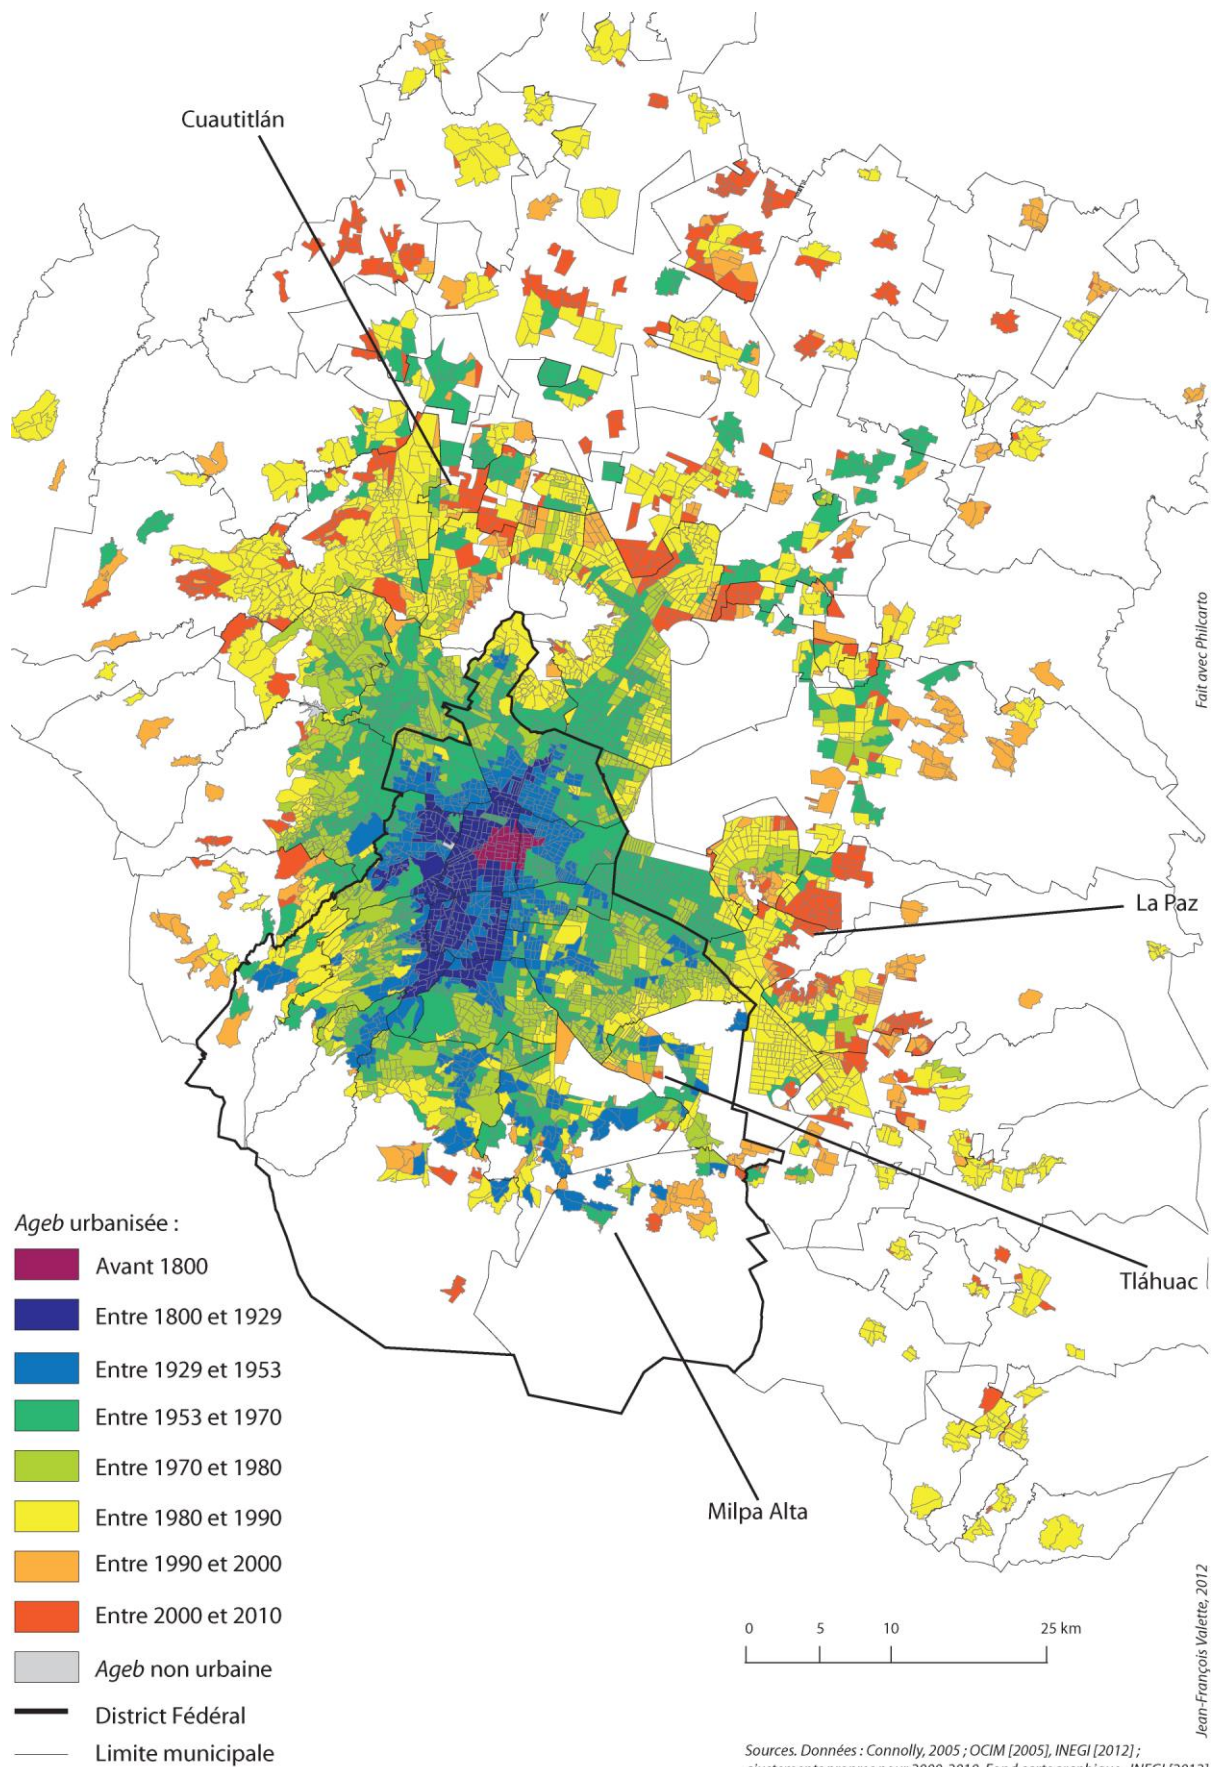 Cuautitlán
Fait avec Philcarto
La Paz
Tláhuac
Milpa Alta
Ageb urbanisée :
Avant 1800
Entre 1800 et 1929
Entre 1929 et 1953
Entre 1953 et 1970
Entre 1970 et 1980
Entre 1980 et 1990
Entre 1990 et 2000
Entre 2000 et 2010
Ageb non urbaine
District Fédéral
Limite municipale
0 5 10 25 km
Jean-François Valette, 2012
Sources. Données : Connolly, 2005 ; OCIM [2005], INEGI [2012] ;